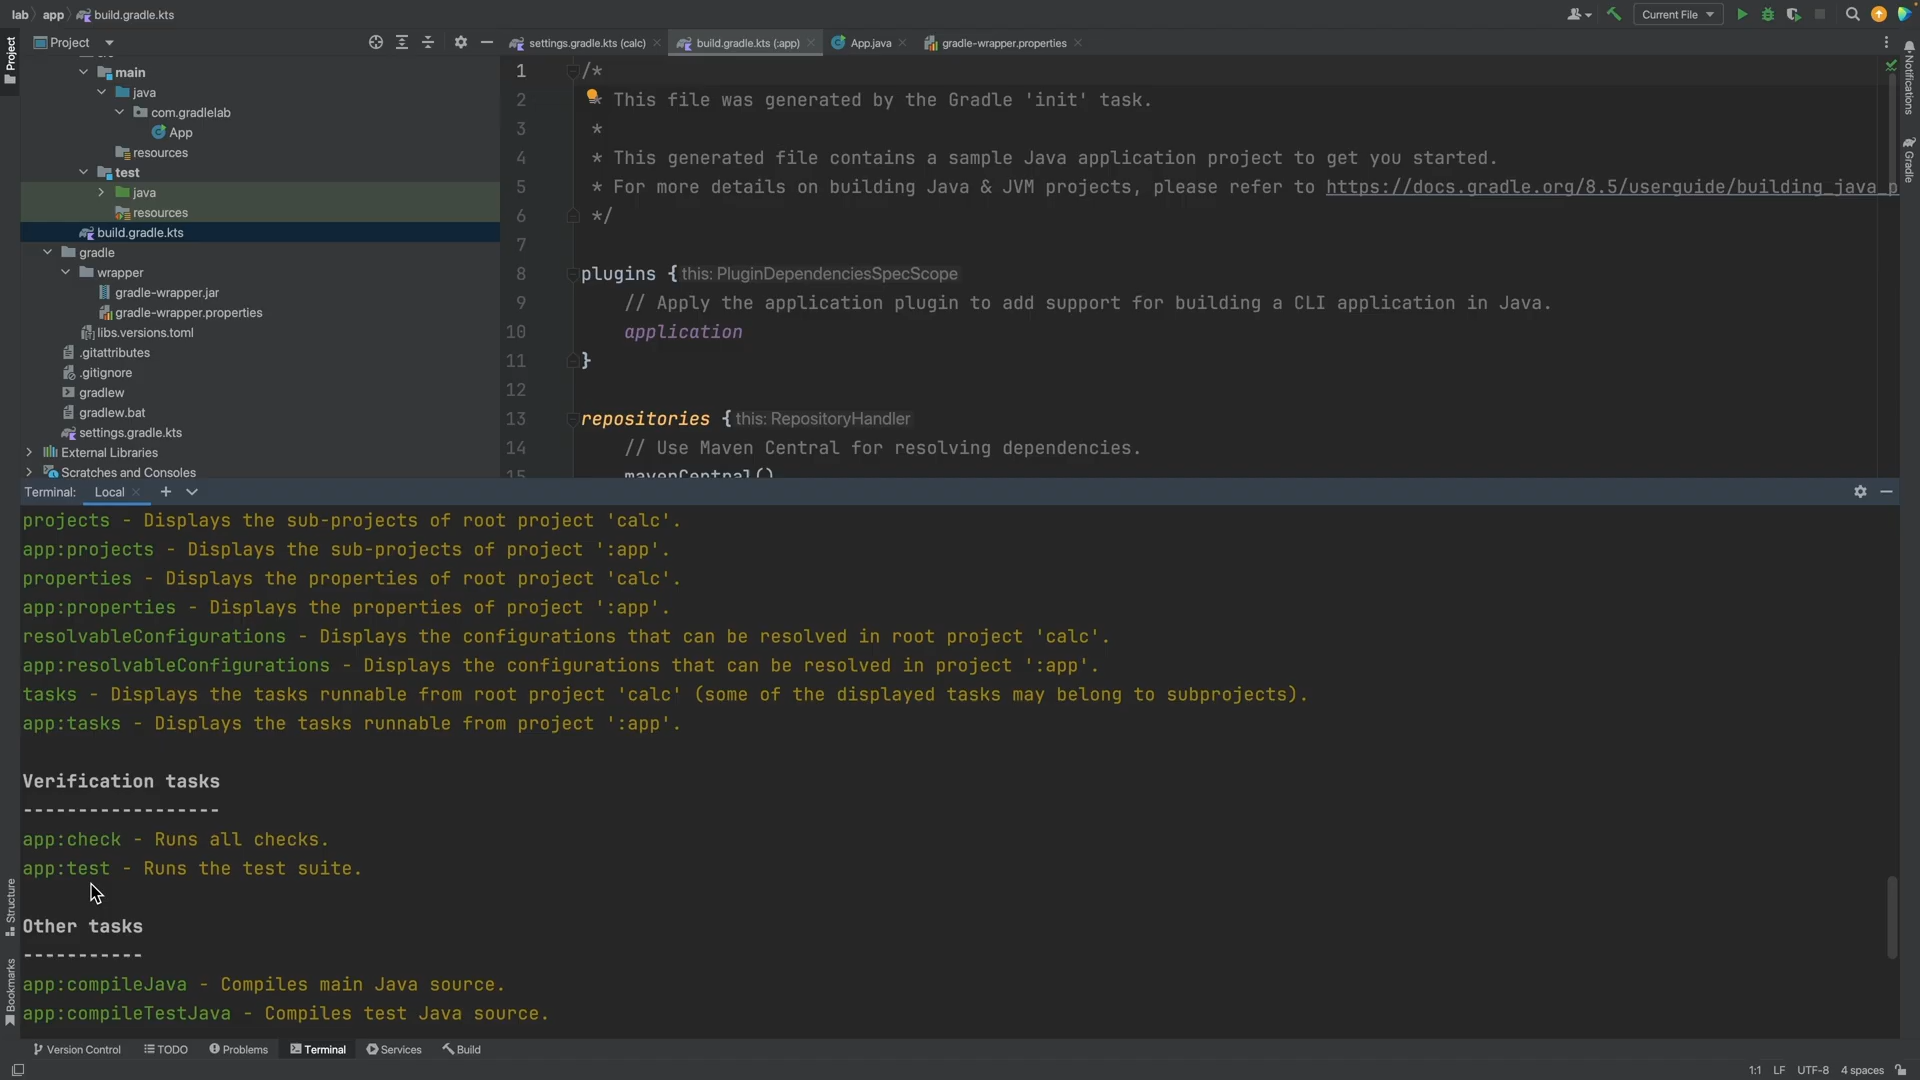 lab app build.gradle.kts
Current File
Project
settings.gradle.kts (calc)
build.gradle.kts (:app)
App.java
gradle-wrapper.properties
Project
Notifications
Gradle
main
java
com.gradlelab
App
resources
test
java
resources
build.gradle.kts
gradle
wrapper
gradle-wrapper.jar
gradle-wrapper.properties
libs.versions.toml
.gitattributes
.gitignore
gradlew
gradlew.bat
settings.gradle.kts
External Libraries
Scratches and Consoles
1 /*
2 * This file was generated by the Gradle 'init' task.
3 *
4 * This generated file contains a sample Java application project to get you started.
5 * For more details on building Java & JVM projects, please refer to https://docs.gradle.org/8.5/userguide/building_java_p
6 */
7
8 plugins { this: PluginDependenciesSpecScope
9 // Apply the application plugin to add support for building a CLI application in Java.
10 application
11 }
12
13 repositories { this: RepositoryHandler
14 // Use Maven Central for resolving dependencies.
15 mavenCentral()
Terminal: Local
projects - Displays the sub-projects of root project 'calc'.
app:projects - Displays the sub-projects of project ':app'.
properties - Displays the properties of root project 'calc'.
app:properties - Displays the properties of project ':app'.
resolvableConfigurations - Displays the configurations that can be resolved in root project 'calc'.
app:resolvableConfigurations - Displays the configurations that can be resolved in project ':app'.
tasks - Displays the tasks runnable from root project 'calc' (some of the displayed tasks may belong to subprojects).
app:tasks - Displays the tasks runnable from project ':app'.
Verification tasks
------------------
app:check - Runs all checks.
app:test - Runs the test suite.
Other tasks
-----------
app:compileJava - Compiles main Java source.
app:compileTestJava - Compiles test Java source.
Structure
Bookmarks
Version Control
TODO
Problems
Terminal
Services
Build
1:1 LF UTF-8 4 spaces